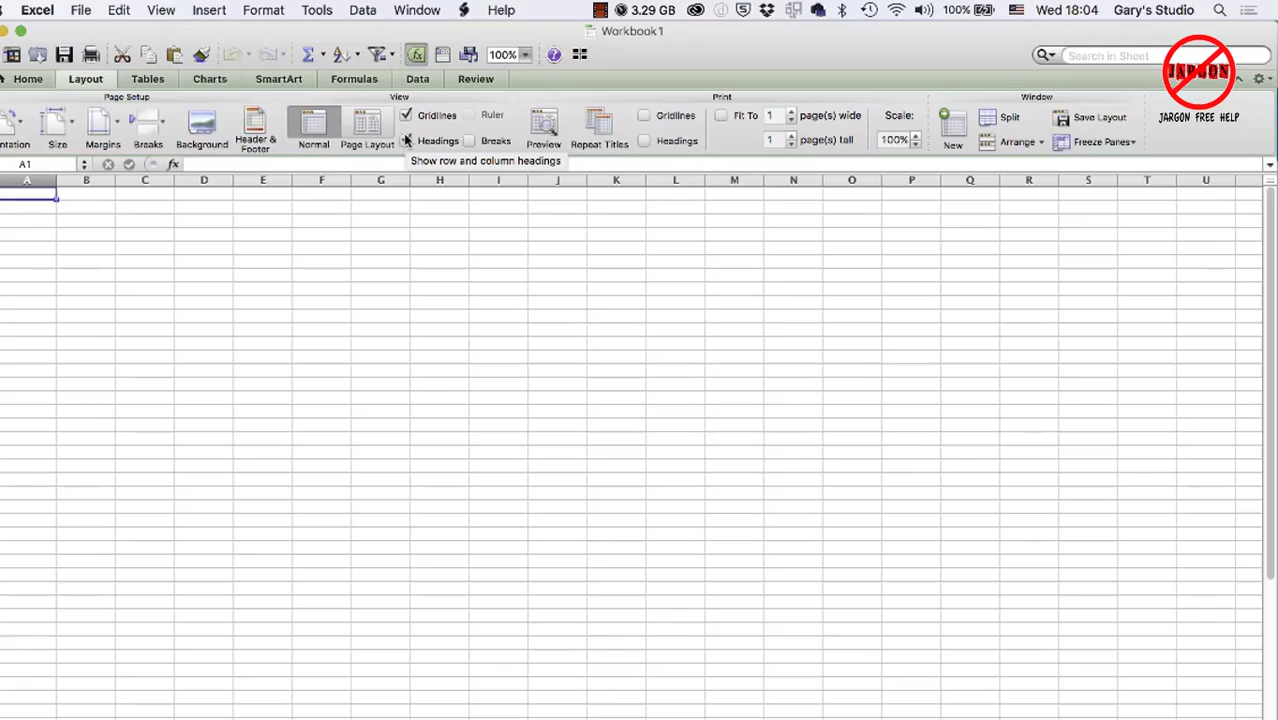 Excel File Edit View Insert Format Tools Data Window Help 3.29 GB 100% Wed 18:04 Gary's Studio
Workbook1
100% Search in Sheet
Home Layout Tables Charts SmartArt Formulas Data Review
Page Setup View Print Window
ntation Size Margins Breaks Background Header & Footer Normal Page Layout Gridlines Ruler Preview Repeat Titles Gridlines Fit To 1 page(s) wide Scale: New Split Save Layout
Headings Breaks Headings 1 page(s) tall 100% Arrange Freeze Panes
JARGON
JARGON FREE HELP
Show row and column headings
A1 fx
A B C D E F G H I J K L M N O P Q R S T U